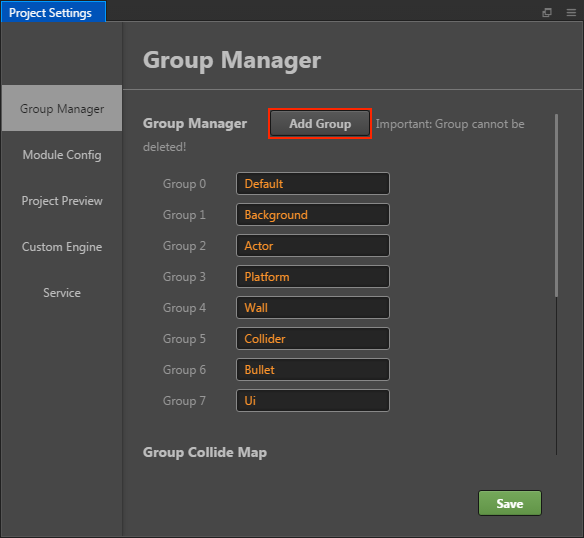 Project Settings
Group Manager
Group Manager
Module Config
Project Preview
Custom Engine
Service
Group Manager Add Group Important: Group cannot be
deleted!
Group 0 Default
Group 1 Background
Group 2 Actor
Group 3 Platform
Group 4 Wall
Group 5 Collider
Group 6 Bullet
Group 7 Ui
Group Collide Map
Save